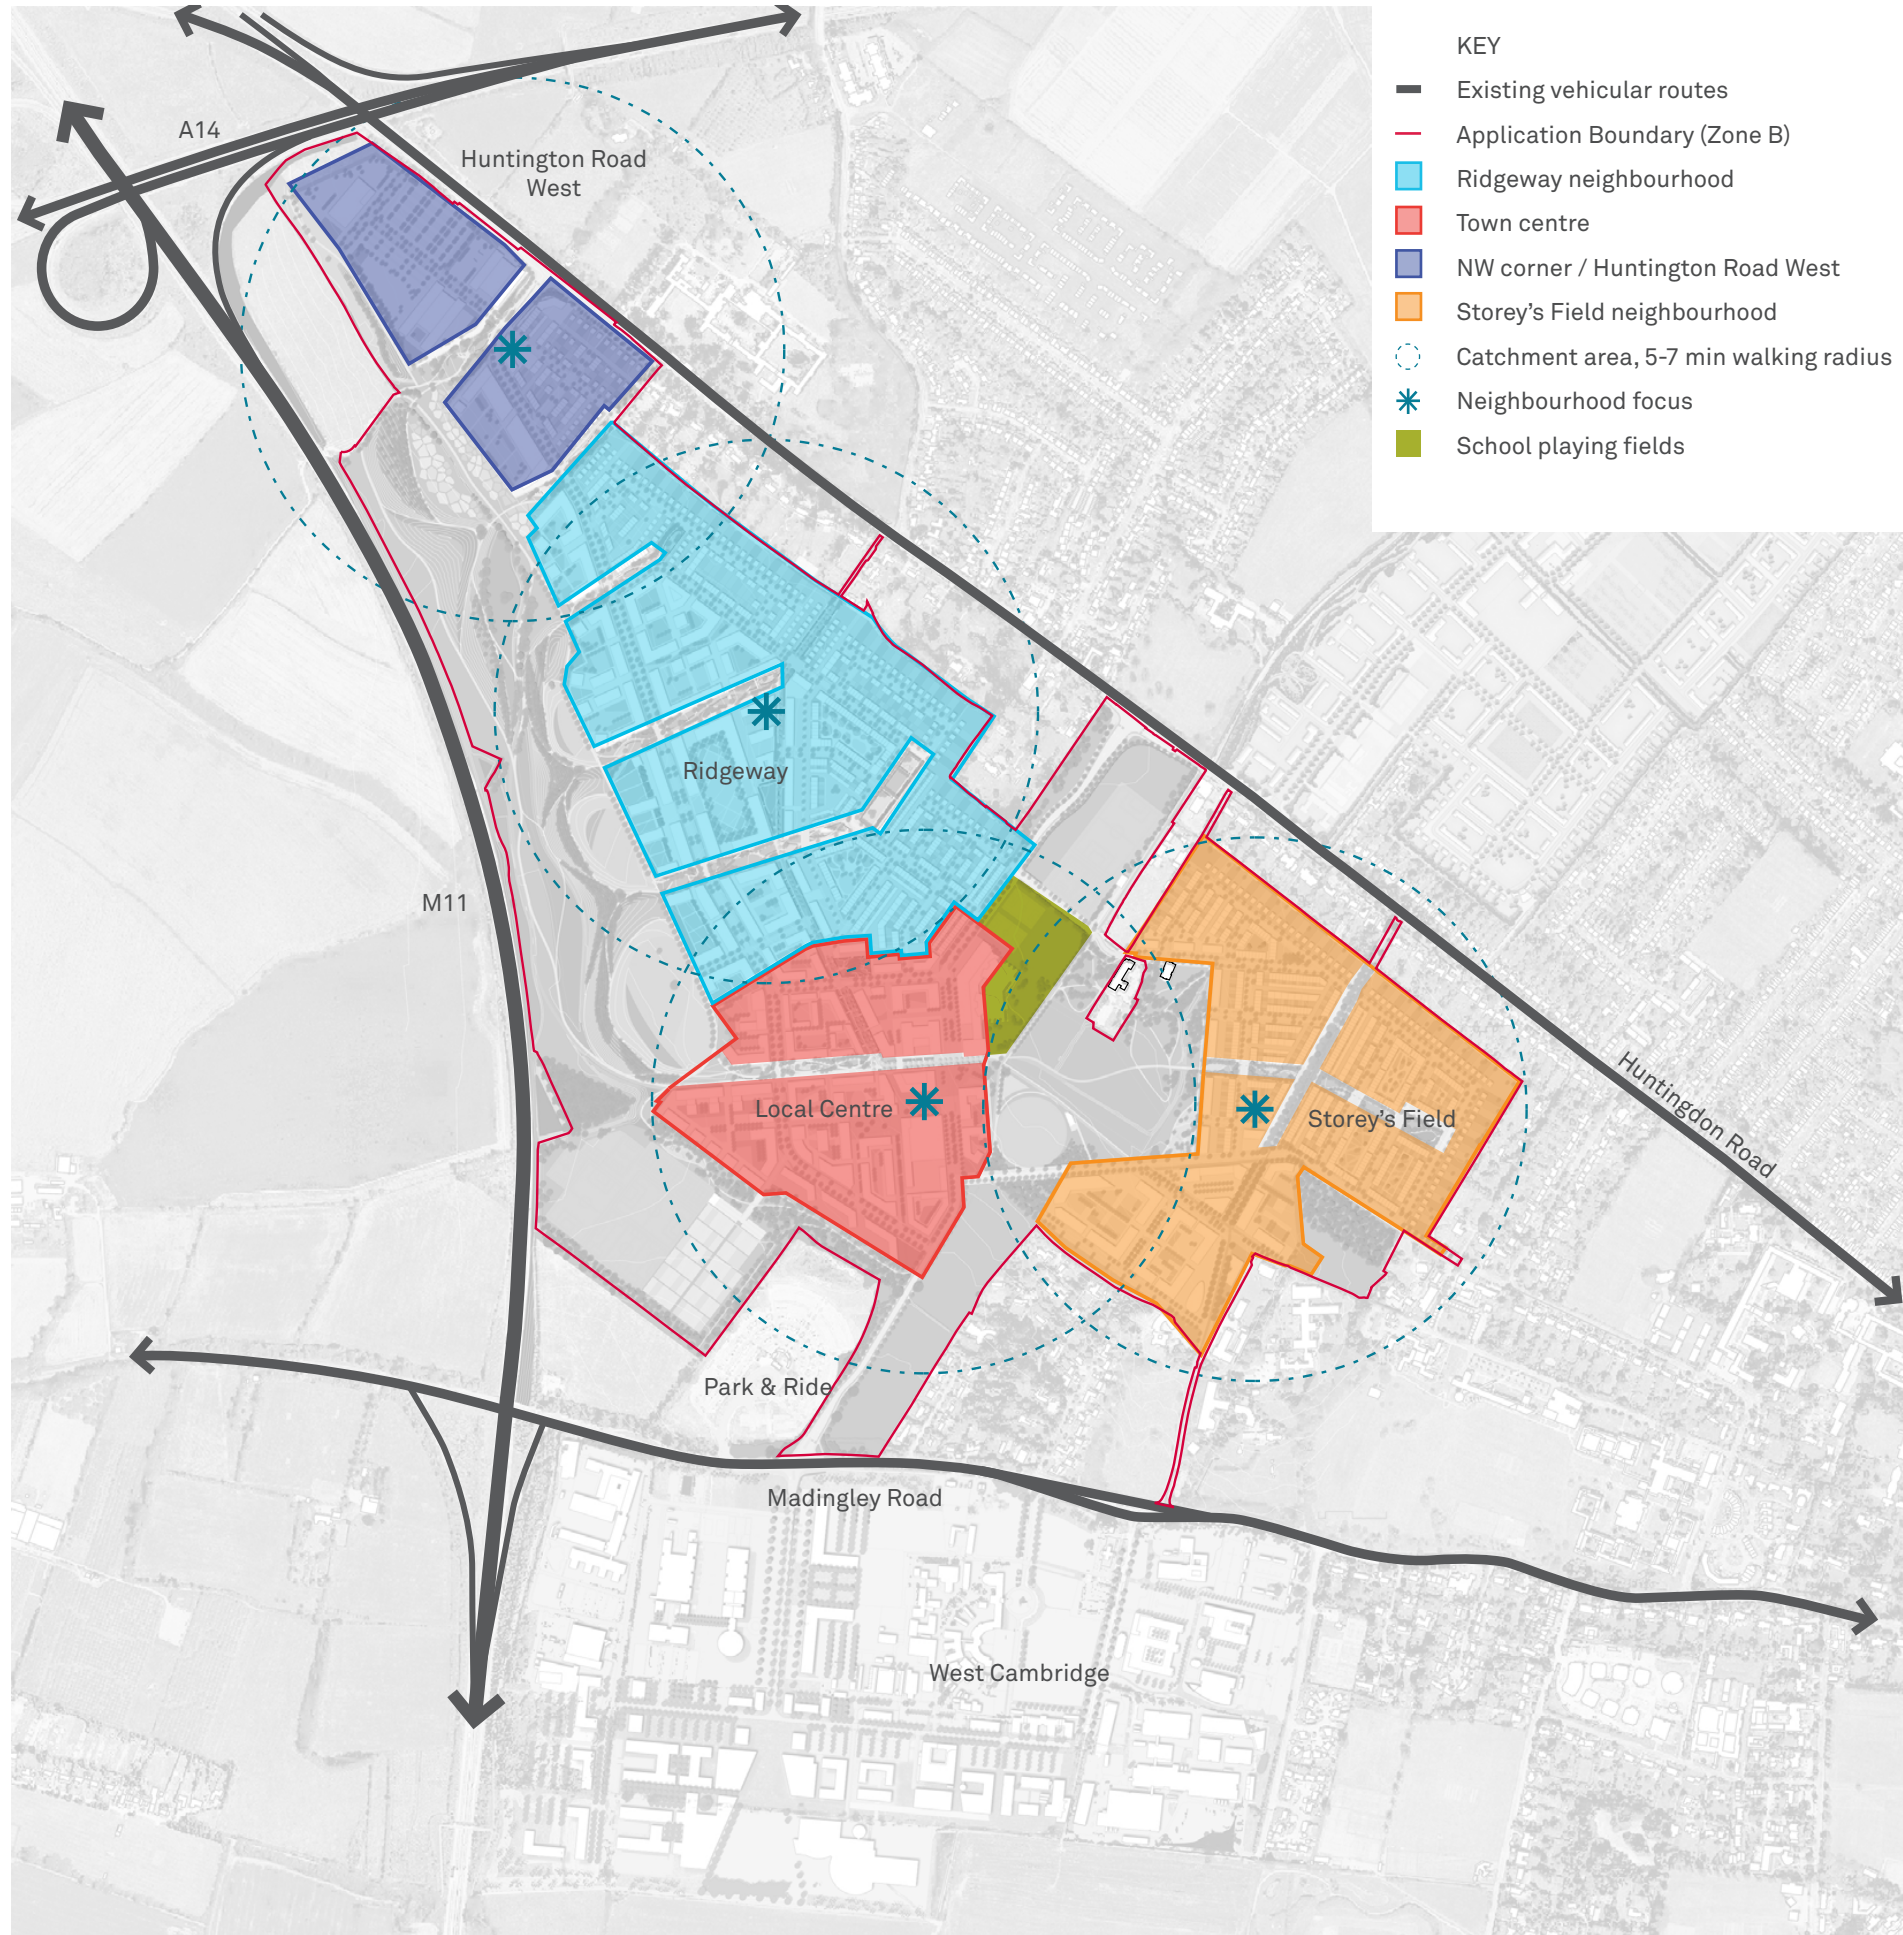 KEY
Existing vehicular routes
Application Boundary (Zone B)
Ridgeway neighbourhood
Town centre
NW corner / Huntington Road West
Storey's Field neighbourhood
Catchment area, 5-7 min walking radius
Neighbourhood focus
School playing fields
A14
Huntington Road
West
Ridgeway
M11
Local Centre
Storey's Field
Huntingdon Road
Park & Ride
Madingley Road
West Cambridge